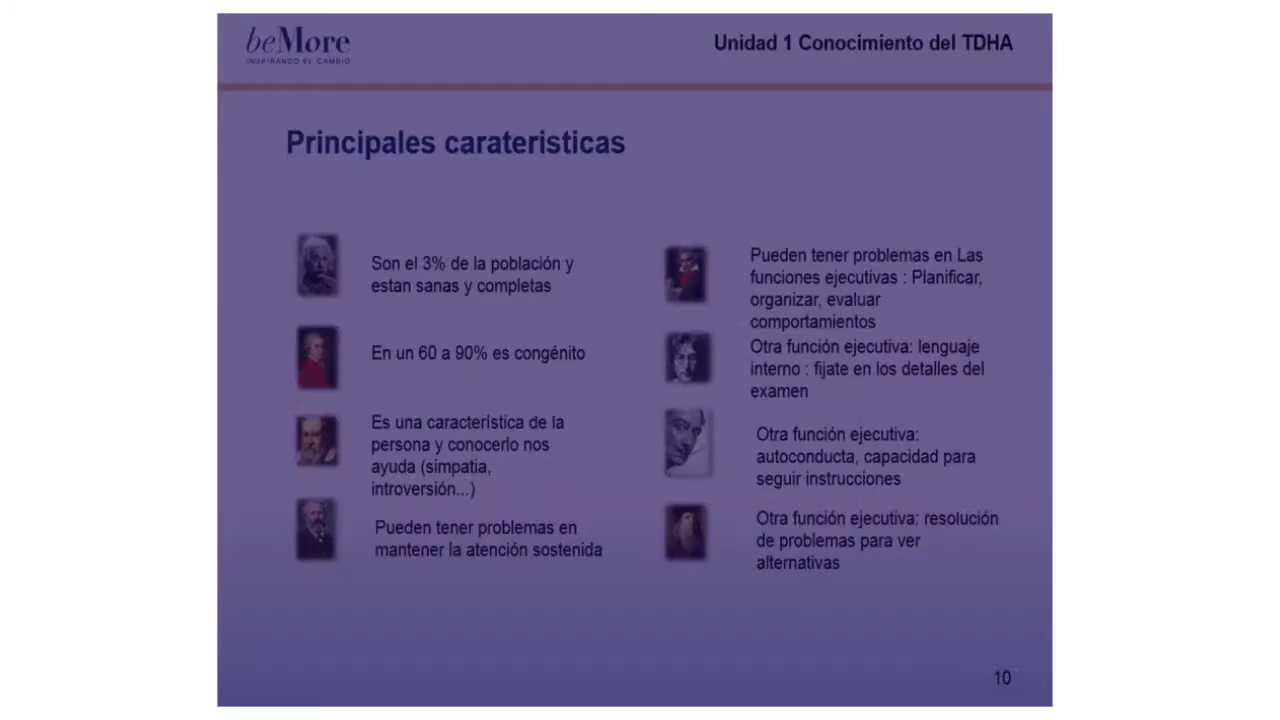 beMore
INSPIRANDO EL CAMBIO
Unidad 1 Conocimiento del TDHA
Principales carateristicas
Son el 3% de la población y
estan sanas y completas
En un 60 a 90% es congénito
Es una característica de la
persona y conocerlo nos
ayuda (simpatia,
introversión...)
Pueden tener problemas en
mantener la atención sostenida
Pueden tener problemas en Las
funciones ejecutivas : Planificar,
organizar, evaluar
comportamientos
Otra función ejecutiva: lenguaje
interno : fijate en los detalles del
examen
Otra función ejecutiva:
autoconducta, capacidad para
seguir instrucciones
Otra función ejecutiva: resolución
de problemas para ver
alternativas
10